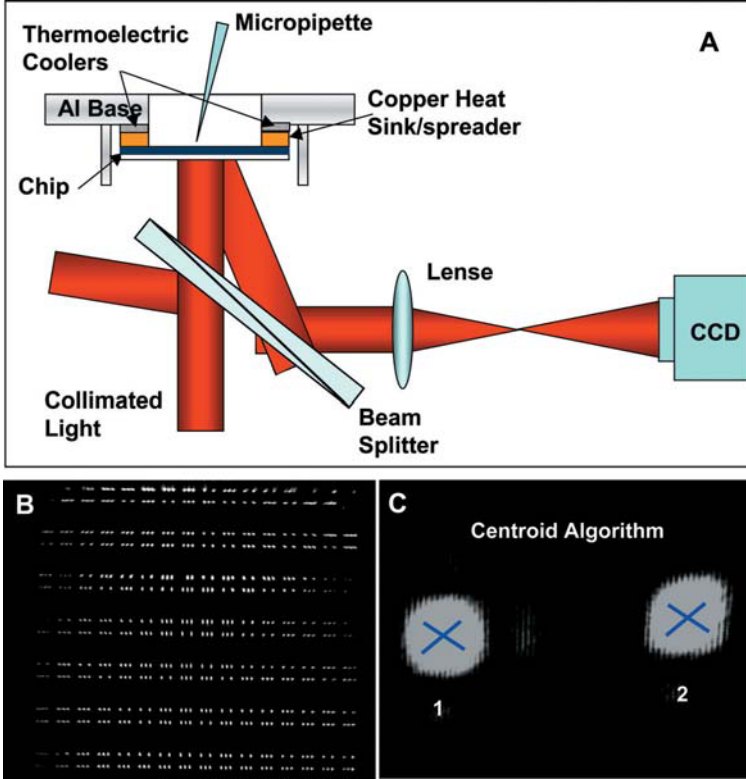 Micropipette
A
Thermoelectric
Coolers
Al Base
Copper Heat
Sink/spreader
Chip
Lense
CCD
Collimated
Light
Beam
Splitter
B
C
Centroid Algorithm
1
2